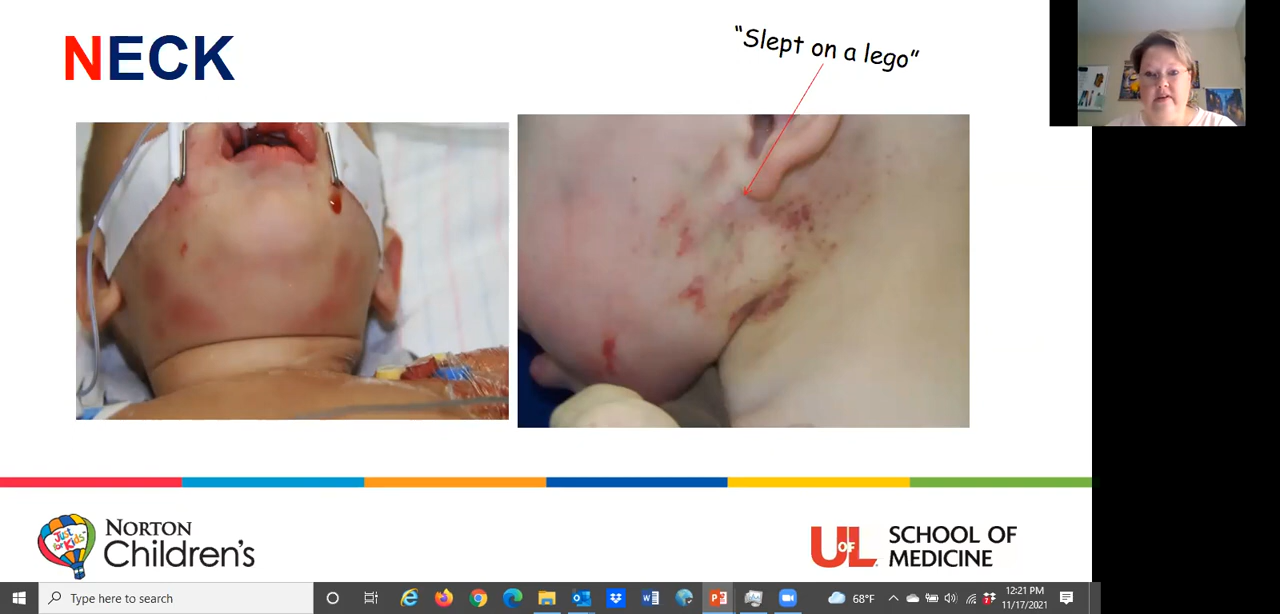 NECK
“Slept on a lego”
Just for Kids
NORTON
Children's
UOF
L
SCHOOL OF
MEDICINE
Type here to search
68°F
12:21 PM
11/17/2021